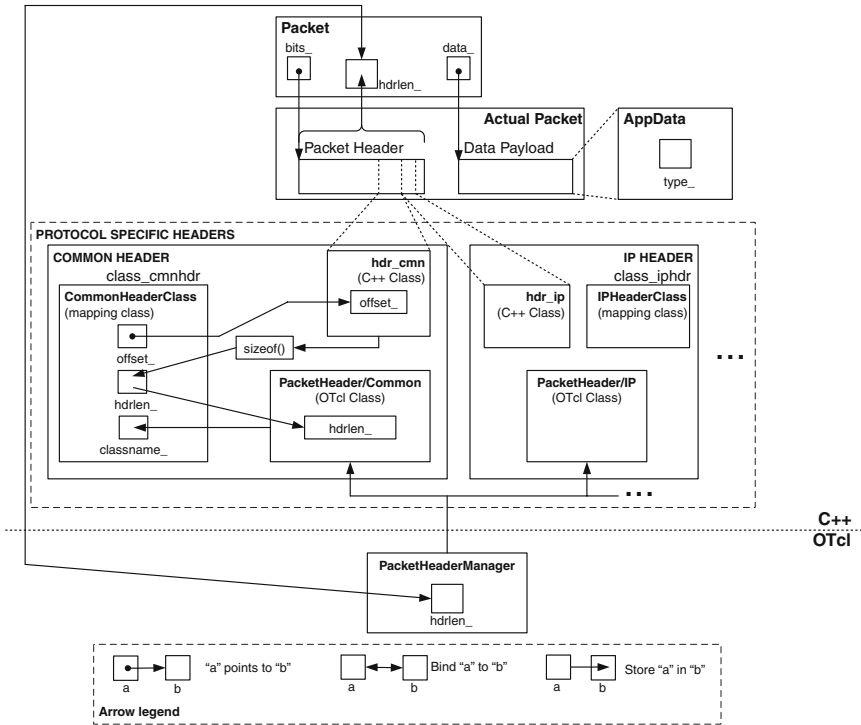 Packet
bits_
data_
hdrlen_
Actual Packet
AppData
Packet Header
Data Payload
type_
PROTOCOL SPECIFIC HEADERS
COMMON HEADER
class_cmnhdr
CommonHeaderClass
(mapping class)
offset_
hdrlen_
classname_
hdr_cmn
(C++ Class)
offset_
sizeof()
PacketHeader/Common
(OTcl Class)
hdrlen_
IP HEADER
class_iphdr
hdr_ip
(C++ Class)
IPHeaderClass
(mapping class)
PacketHeader/IP
(OTcl Class)
...
...
C++
OTcl
PacketHeaderManager
hdrlen_
a
b
"a" points to "b"
a
b
Bind "a" to "b"
a
b
Store "a" in "b"
Arrow legend